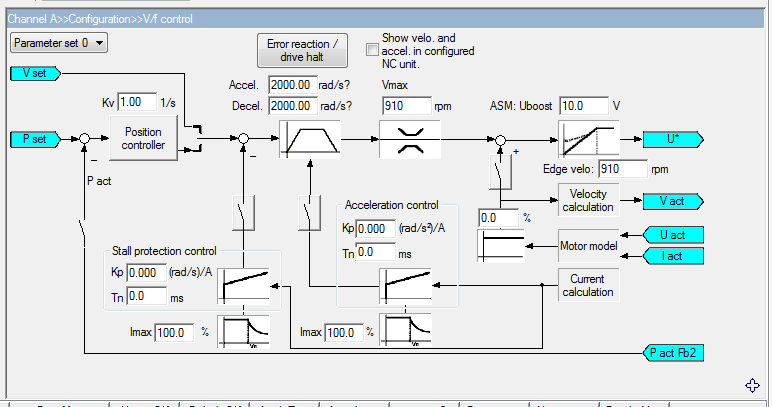 Channel A>>Configuration>>V/f control
Parameter set 0
Error reaction /
drive halt
Show velo. and
accel. in configured
NC unit.
V set
Accel. 2000.00 rad/s?
Vmax
Kv 1.00 1/s
Decel. 2000.00 rad/s?
910 rpm
ASM: Uboost 10.0 V
P set
Position
controller
U*
+
−
−
Edge velo: 910 rpm
P act
Velocity
calculation
V act
Acceleration control
0.0 %
Kp 0.000 (rad/s²)/A
U act
Motor model
Stall protection control
Tn 0.0 ms
I act
Kp 0.000 (rad/s)/A
Current
calculation
Tn 0.0 ms
Imax 100.0 %
Imax 100.0 %
Vn
Vn
P act Fb2